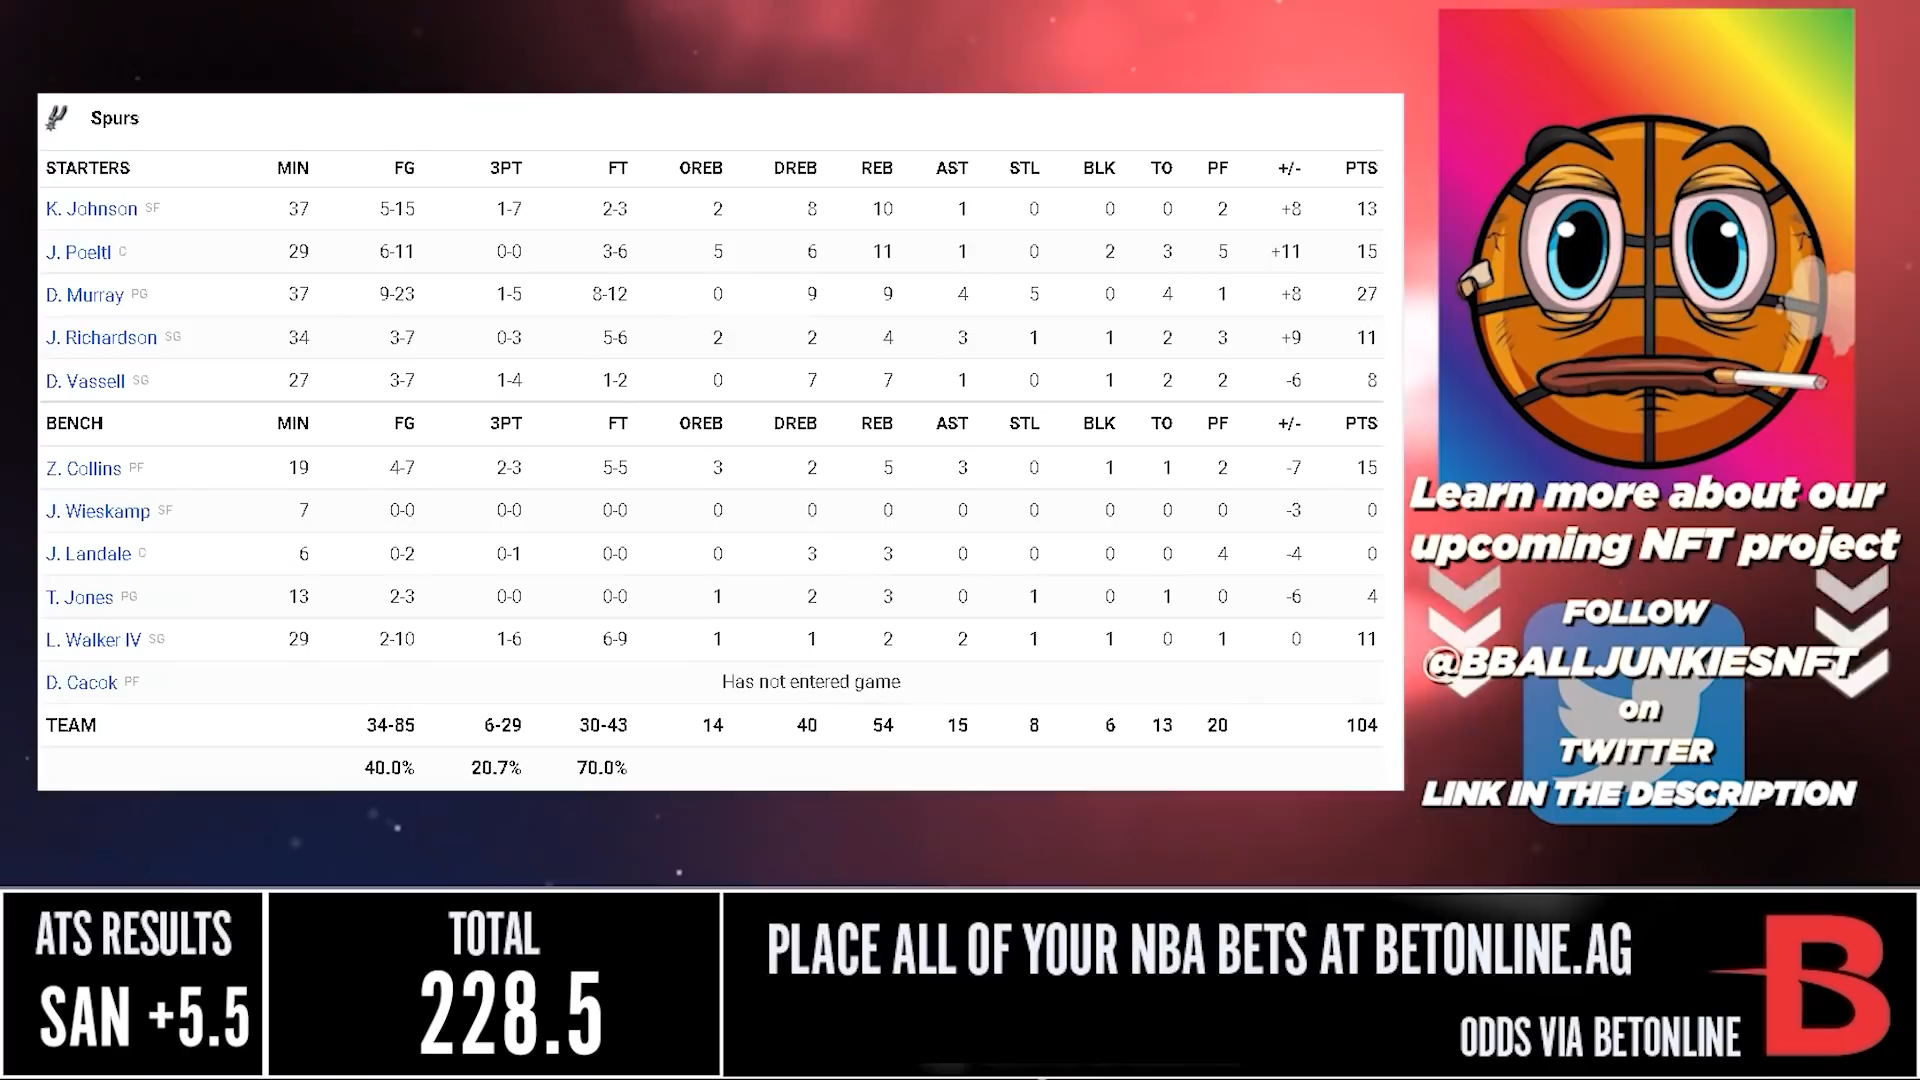 Spurs
STARTERS MIN FG 3PT FT OREB DREB REB AST STL BLK TO PF +/- PTS
K. Johnson SF 37 5-15 1-7 2-3 2 8 10 1 0 0 0 2 +8 13
J. Poeltl C 29 6-11 0-0 3-6 5 6 11 1 0 2 3 5 +11 15
D. Murray PG 37 9-23 1-5 8-12 0 9 9 4 5 0 4 1 +8 27
J. Richardson SG 34 3-7 0-3 5-6 2 2 4 3 1 1 2 3 +9 11
D. Vassell SG 27 3-7 1-4 1-2 0 7 7 1 0 1 2 2 -6 8
BENCH MIN FG 3PT FT OREB DREB REB AST STL BLK TO PF +/- PTS
Z. Collins PF 19 4-7 2-3 5-5 3 2 5 3 0 1 1 2 -7 15
J. Wieskamp SF 7 0-0 0-0 0-0 0 0 0 0 0 0 0 0 -3 0
J. Landale C 6 0-2 0-1 0-0 0 3 3 0 0 0 0 4 -4 0
T. Jones PG 13 2-3 0-0 0-0 1 2 3 0 1 0 1 0 -6 4
L. Walker IV SG 29 2-10 1-6 6-9 1 1 2 2 1 1 0 1 0 11
D. Cacok PF Has not entered game
TEAM 34-85 6-29 30-43 14 40 54 15 8 6 13 20 104
40.0% 20.7% 70.0%
Learn more about our
upcoming NFT project
FOLLOW
@BBALLJUNKIESNFT
on
TWITTER
LINK IN THE DESCRIPTION
ATS RESULTS
SAN +5.5
TOTAL
228.5
PLACE ALL OF YOUR NBA BETS AT BETONLINE.AG
ODDS VIA BETONLINE
B